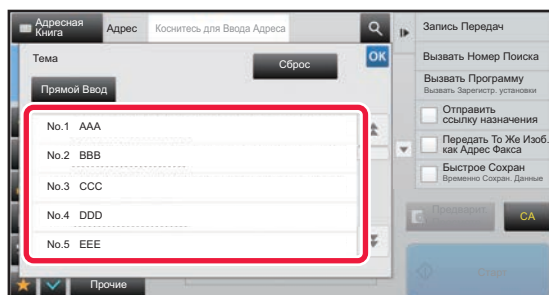 Адресная
Книга
Адрес
Коснитесь для Ввода Адреса
Тема
Сброс
OK
Прямой Ввод
No.1 AAA
No.2 BBB
No.3 CCC
No.4 DDD
No.5 EEE
Прочие
Запись Передач
Вызвать Номер Поиска
Вызвать Программу
Вызвать Зарегистр. установки
Отправить
ссылку назначения
Передать То Же Изоб.
как Адрес Факса
Быстрое Сохран
Временно Сохран. Данные
CA